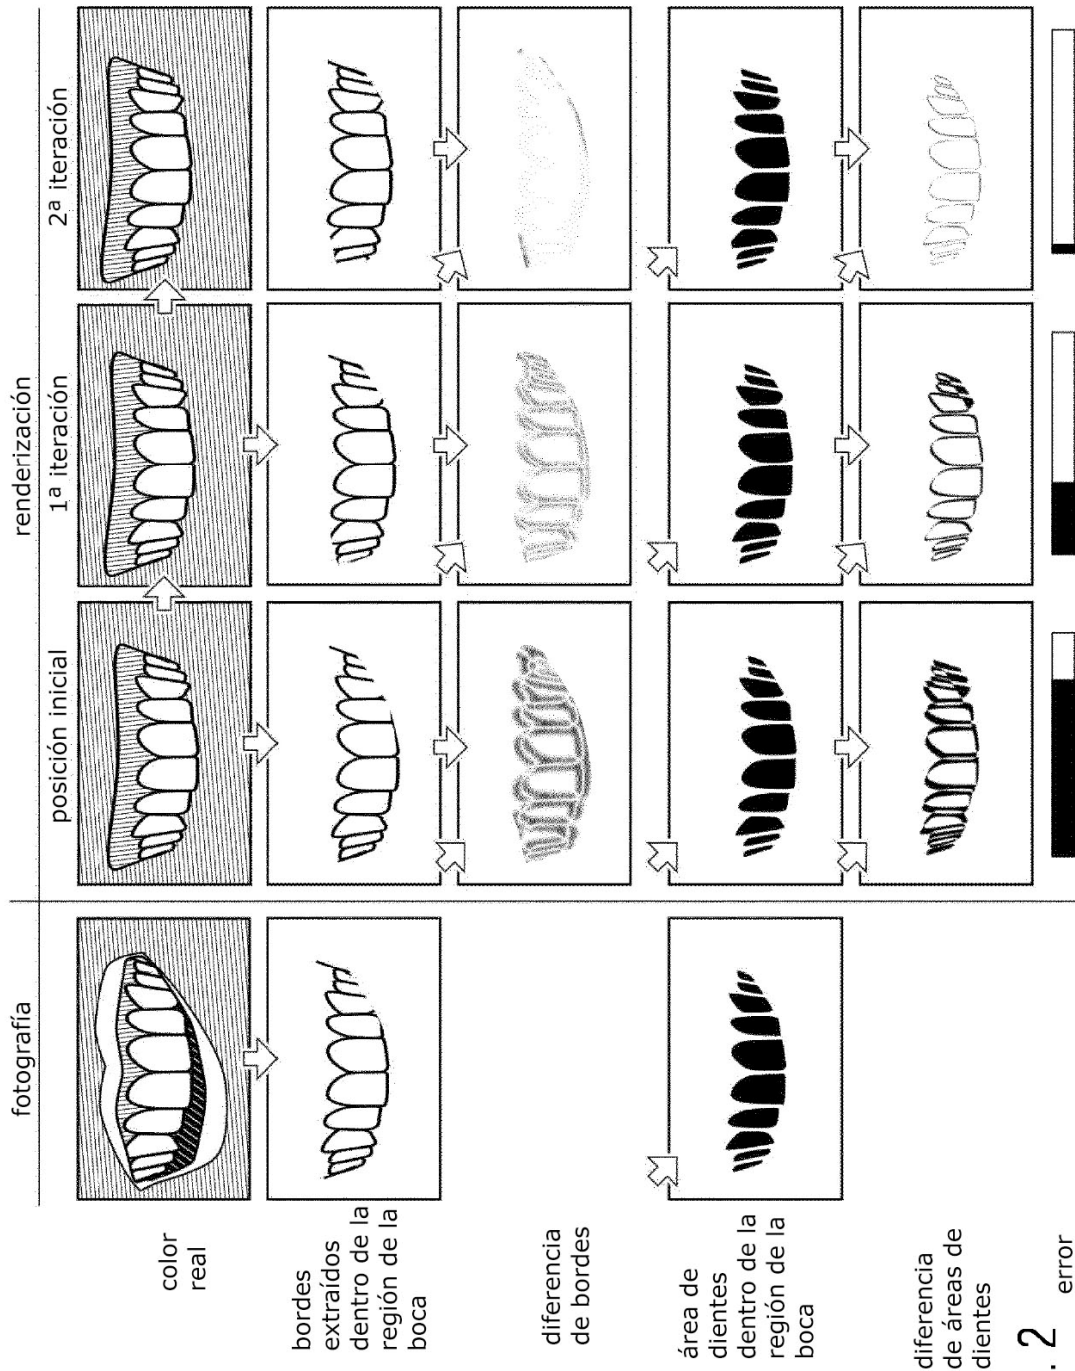 fotografía
renderización
posición inicial
1ª iteración
2ª iteración
color
real
bordes
extraídos
dentro de la
región de la
boca
diferencia
de bordes
área de
dientes
dentro de la
región de la
boca
diferencia
de áreas de
dientes
error
. 2